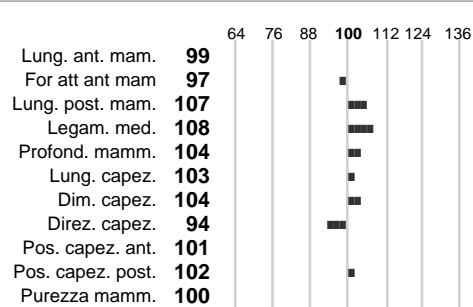 64 76 88 100 112 124 136
Lung. ant. mam. 99
For att ant mam 97
Lung. post. mam. 107
Legam. med. 108
Profond. mamm. 104
Lung. capez. 103
Dim. capez. 104
Direz. capez. 94
Pos. capez. ant. 101
Pos. capez. post. 102
Purezza mamm. 100